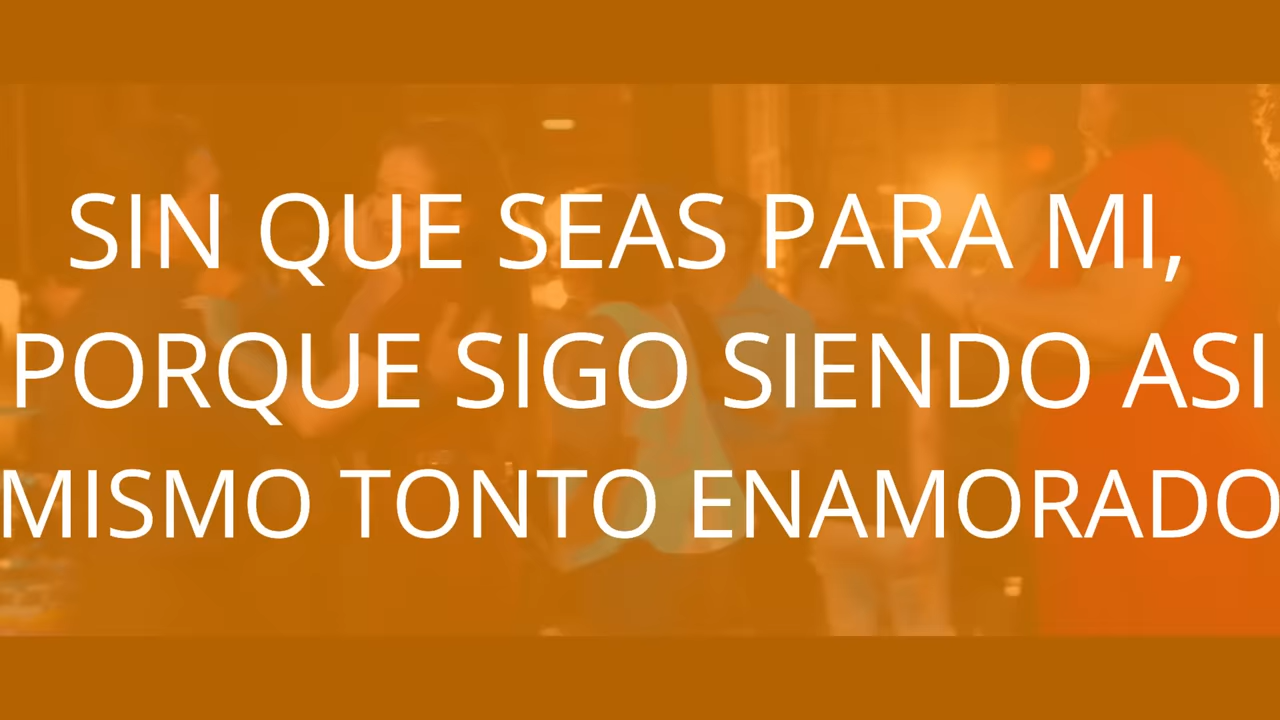 SIN QUE SEAS PARA MI,
PORQUE SIGO SIENDO ASI
MISMO TONTO ENAMORADO